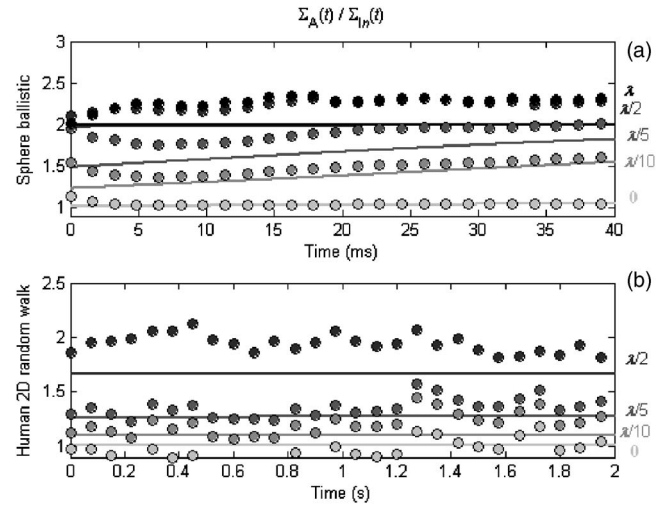 Σ_A(t) / Σ_In(t)
(a)
Sphere ballistic
3
2.5
2
1.5
1
λ
λ/2
λ/5
λ/10
0
0 5 10 15 20 25 30 35 40
Time (ms)
(b)
Human 2D random walk
2.5
2
1.5
1
λ/2
λ/5
λ/10
0
0 0.2 0.4 0.6 0.8 1 1.2 1.4 1.6 1.8 2
Time (s)